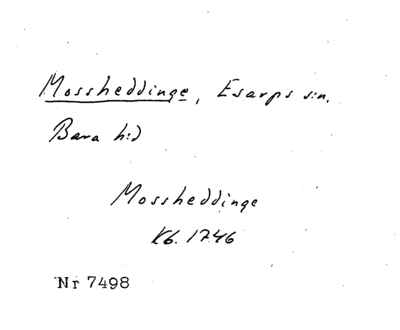 Mossheddinge, Esarps s:n.
Bara h:d
Mossheddinge
Kb. 1746
Nr 7498